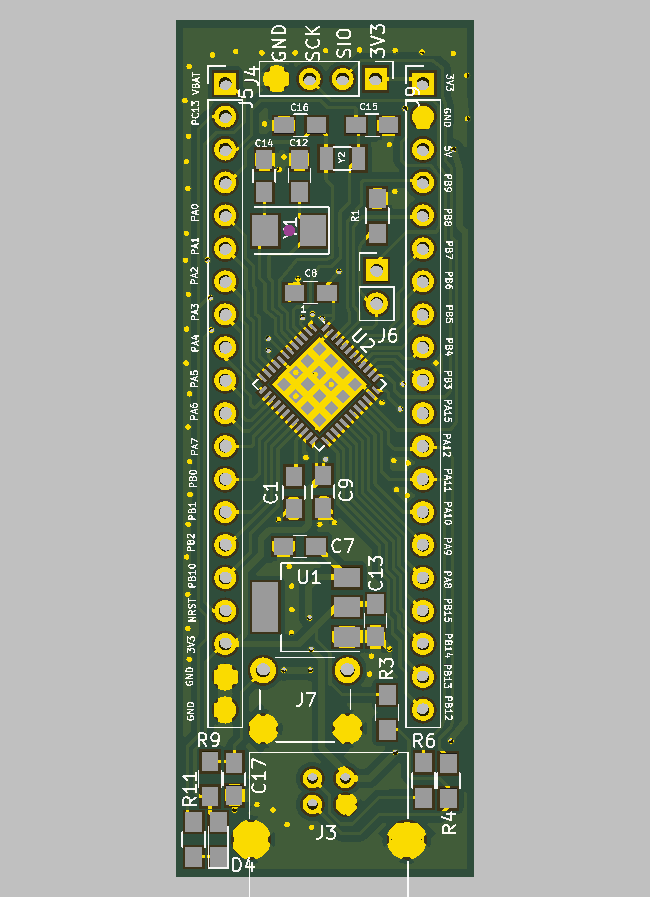 GND
SCK
SIO
3V3
J4
VBAT
J5
J9
3V3
PC13
C16
C15
GND
C14
C12
Y2
5V
PB9
PA0
R1
PB8
PA1
Y1
PB7
PA2
C8
PB6
PA3
PB5
PA4
U2
J6
PB4
PA5
PB3
PA6
PA15
PA7
PA12
PB0
C1
C9
PA11
PB1
PA10
PB2
C7
PA9
PB10
U1
C13
PA8
NRST
PB15
3V3
PB14
GND
R3
PB13
GND
J7
PB12
R9
R6
C17
R11
J3
R4
D4